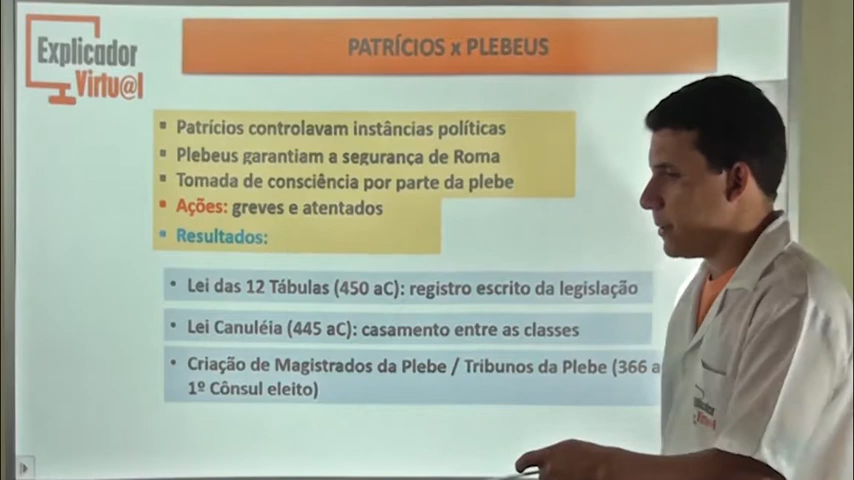 Explicador
Virtu@l
PATRÍCIOS x PLEBEUS
▪ Patrícios controlavam instâncias políticas
▪ Plebeus garantiam a segurança de Roma
▪ Tomada de consciência por parte da plebe
▪ Ações: greves e atentados
▪ Resultados:
• Lei das 12 Tábulas (450 aC): registro escrito da legislação
• Lei Canuléia (445 aC): casamento entre as classes
• Criação de Magistrados da Plebe / Tribunos da Plebe (366 a
1º Cônsul eleito)